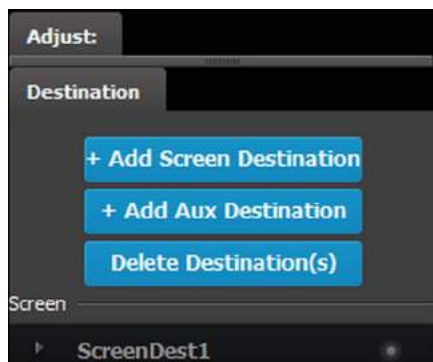 Adjust:
Destination
+ Add Screen Destination
+ Add Aux Destination
Delete Destination(s)
Screen
ScreenDest1